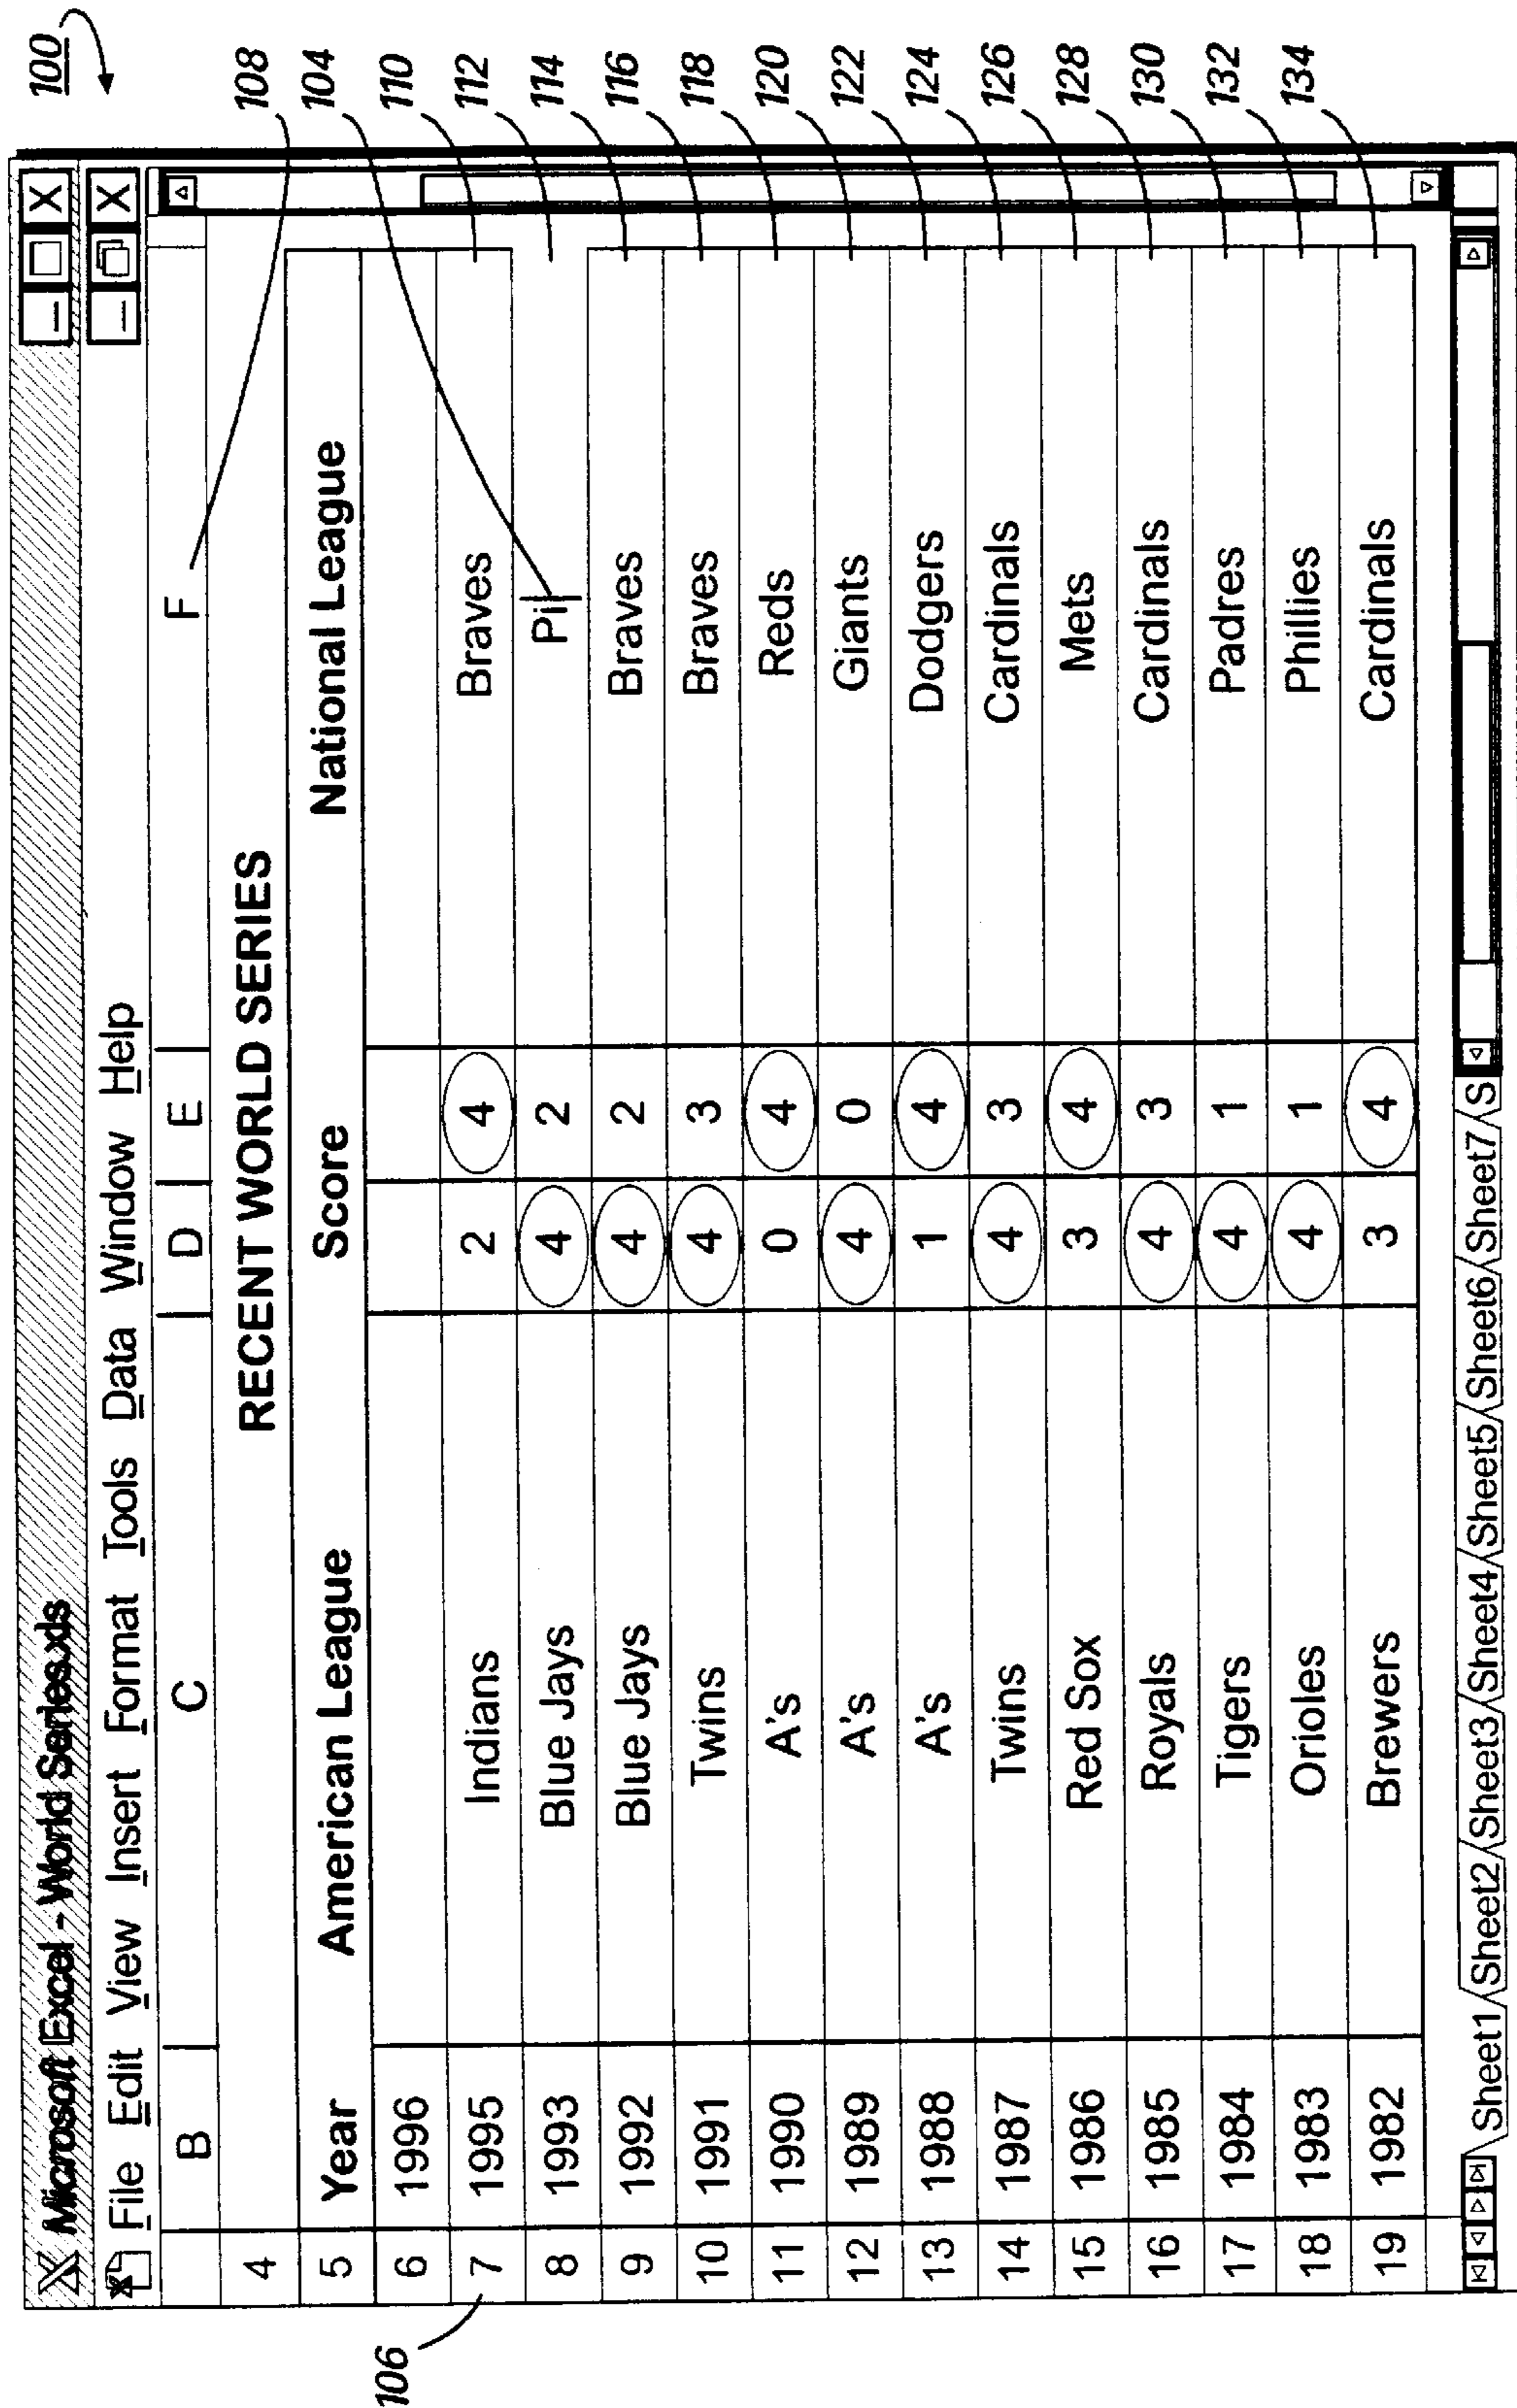 100
Microsoft Excel - World Series.xls
File Edit View Insert Format Tools Data Window Help
B C D E F 108
4 RECENT WORLD SERIES
5 Year American League Score National League 104
6 1996
106 7 1995 Indians 2 4 Braves 110
8 1993 Blue Jays 4 2 Pi 112
9 1992 Blue Jays 4 2 Braves 114
10 1991 Twins 4 3 Braves 116
11 1990 A's 0 4 Reds 118
12 1989 A's 4 0 Giants 120
13 1988 A's 1 4 Dodgers 122
14 1987 Twins 4 3 Cardinals 124
15 1986 Red Sox 3 4 Mets 126
16 1985 Royals 4 3 Cardinals 128
17 1984 Tigers 4 1 Padres 130
18 1983 Orioles 4 1 Phillies 132
19 1982 Brewers 3 4 Cardinals 134
Sheet1 Sheet2 Sheet3 Sheet4 Sheet5 Sheet6 Sheet7 S